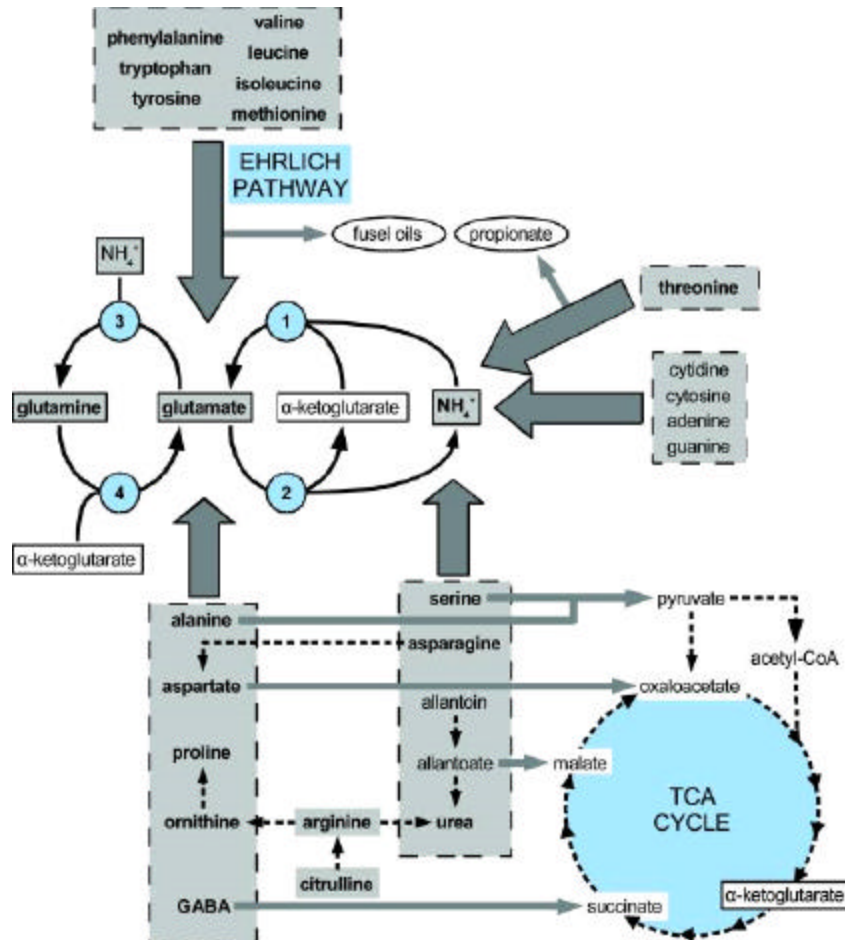 phenylalanine
tryptophan
tyrosine
valine
leucine
isoleucine
methionine
EHRLICH
PATHWAY
fusel oils
propionate
NH₄⁺
threonine
3
1
cytidine
cytosine
adenine
guanine
glutamine
glutamate
α-ketoglutarate
NH₄⁺
4
2
α-ketoglutarate
serine
pyruvate
alanine
asparagine
acetyl-CoA
aspartate
oxaloacetate
allantoin
proline
allantoate
malate
TCA
CYCLE
ornithine
arginine
urea
citrulline
α-ketoglutarate
GABA
succinate